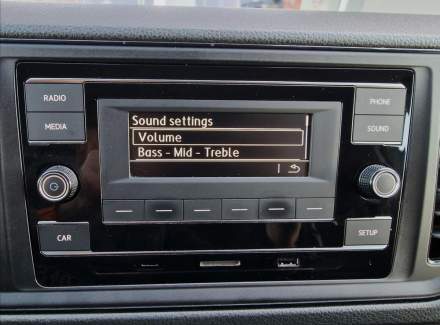 RADIO
MEDIA
Sound settings
Volume
Bass - Mid - Treble
PHONE
SOUND
CAR
SETUP